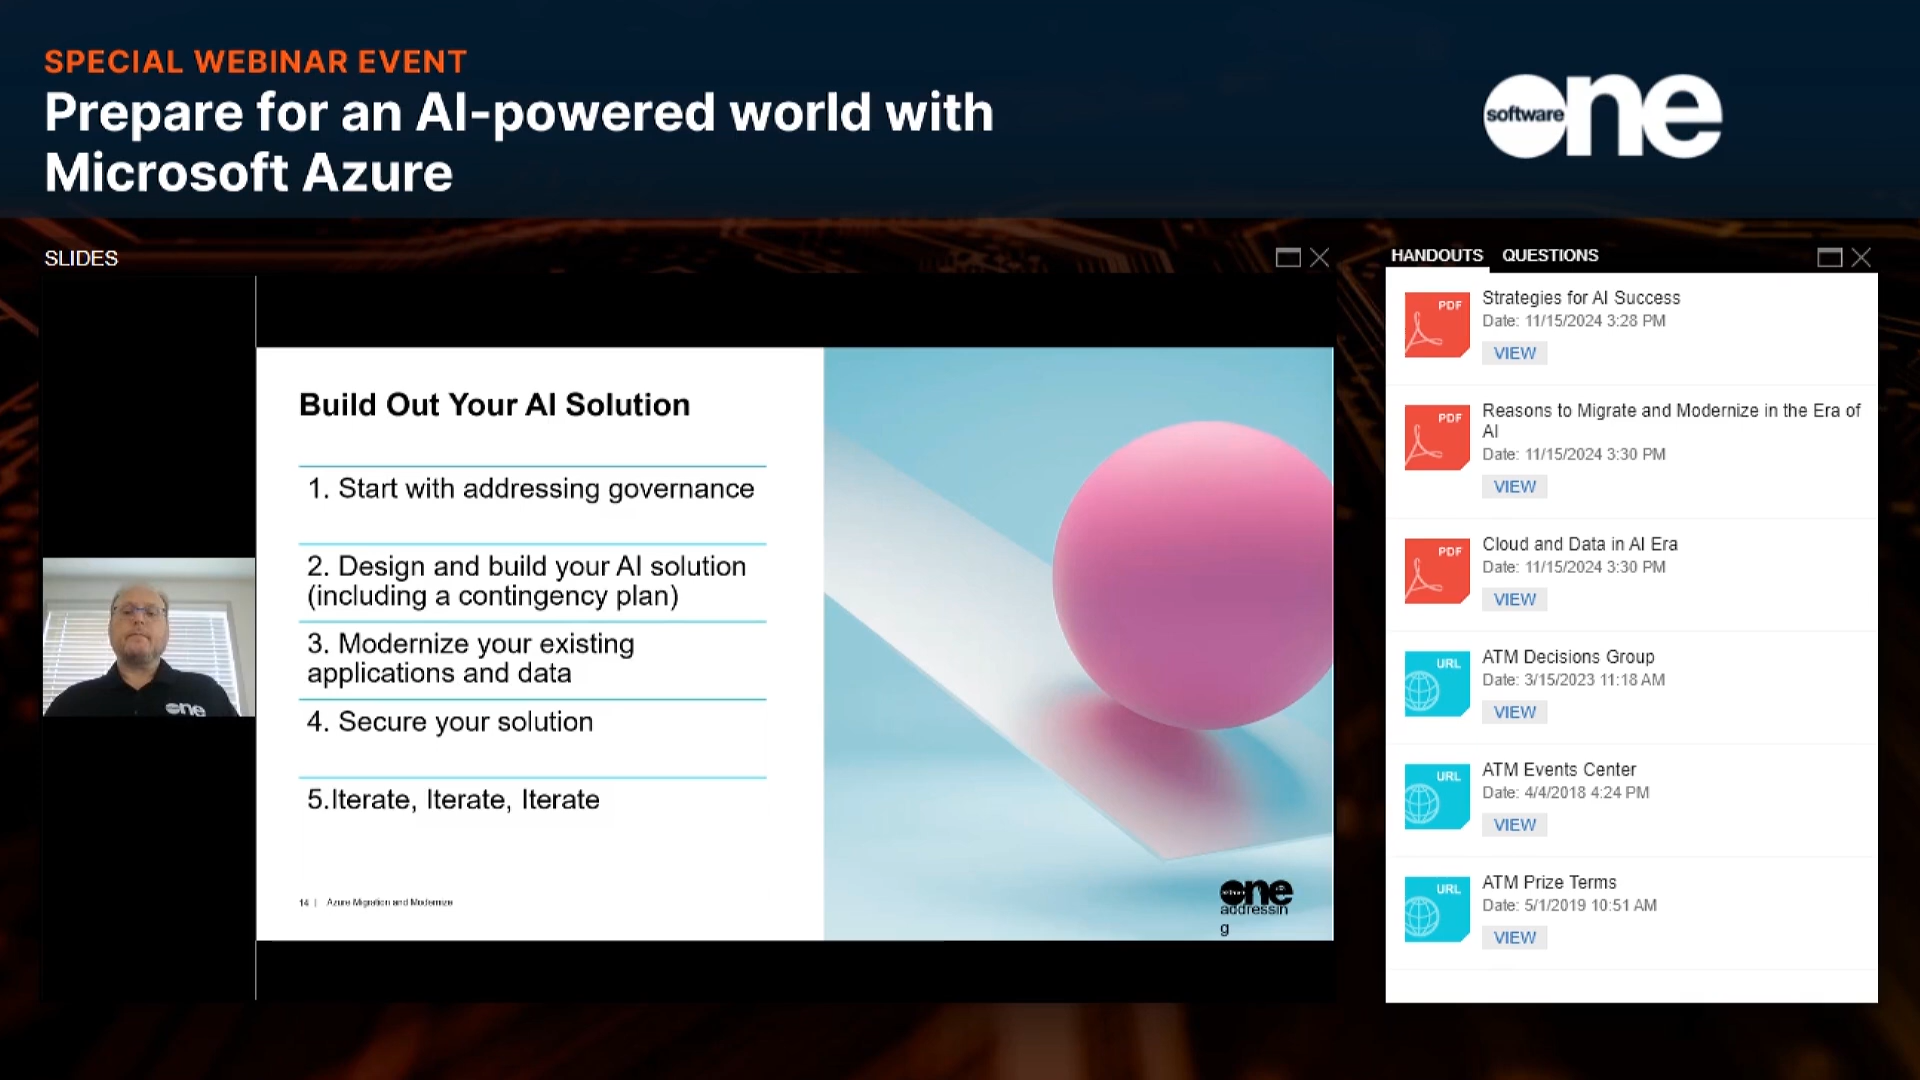 SPECIAL WEBINAR EVENT
Prepare for an AI-powered world with
Microsoft Azure
software one
SLIDES
HANDOUTS QUESTIONS
Build Out Your AI Solution
1. Start with addressing governance
2. Design and build your AI solution
(including a contingency plan)
3. Modernize your existing
applications and data
4. Secure your solution
5.Iterate, Iterate, Iterate
14 | Azure Migration and Modernize
one
addressin
g
one
PDF
Strategies for AI Success
Date: 11/15/2024 3:28 PM
VIEW
PDF
Reasons to Migrate and Modernize in the Era of
AI
Date: 11/15/2024 3:30 PM
VIEW
PDF
Cloud and Data in AI Era
Date: 11/15/2024 3:30 PM
VIEW
URL
ATM Decisions Group
Date: 3/15/2023 11:18 AM
VIEW
URL
ATM Events Center
Date: 4/4/2018 4:24 PM
VIEW
URL
ATM Prize Terms
Date: 5/1/2019 10:51 AM
VIEW